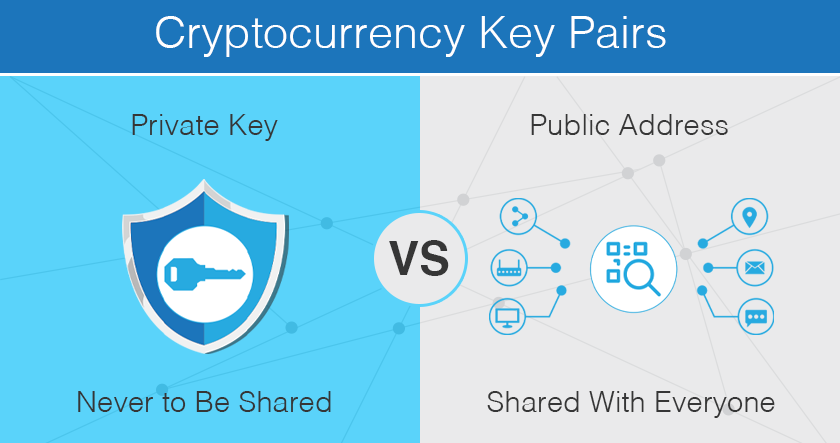 Cryptocurrency Key Pairs
Private Key
Public Address
VS
Never to Be Shared
Shared With Everyone